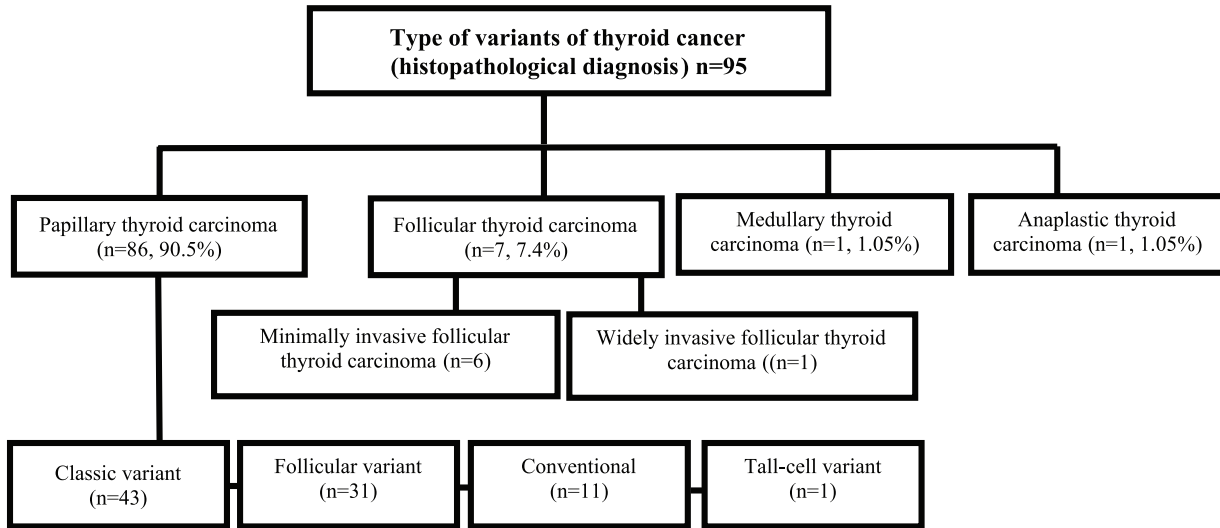 Type of variants of thyroid cancer
(histopathological diagnosis) n=95
Papillary thyroid carcinoma
(n=86, 90.5%)
Follicular thyroid carcinoma
(n=7, 7.4%)
Medullary thyroid
carcinoma (n=1, 1.05%)
Anaplastic thyroid
carcinoma (n=1, 1.05%)
Minimally invasive follicular
thyroid carcinoma (n=6)
Widely invasive follicular thyroid
carcinoma ((n=1)
Classic variant
(n=43)
Follicular variant
(n=31)
Conventional
(n=11)
Tall-cell variant
(n=1)